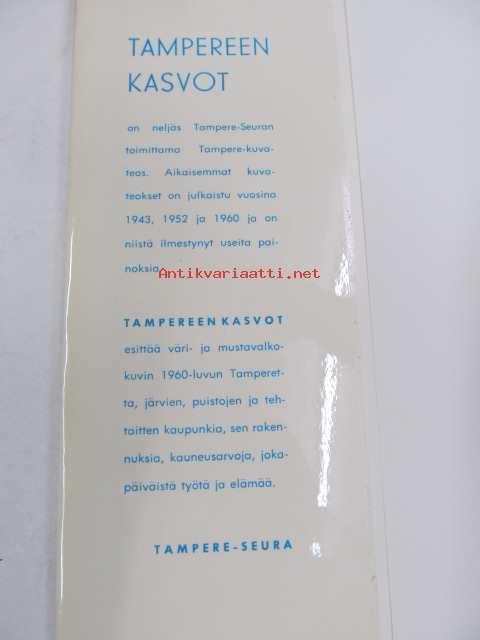 TAMPEREEN
KASVOT
on neljäs Tampere-Seuran
toimittama Tampere-kuva-
teos. Aikaisemmat kuva-
teokset on julkaistu vuosina
1943, 1952 ja 1960 ja on
niistä ilmestynyt useita pai-
noksia.
Antikvariaatti.net
TAMPEREEN KASVOT
esittää väri- ja mustavalko-
kuvin 1960-luvun Tamperet-
ta, järvien, puistojen ja teh-
taitten kaupunkia, sen raken-
nuksia, kauneusarvoja, joka-
päiväistä työtä ja elämää.
TAMPERE-SEURA